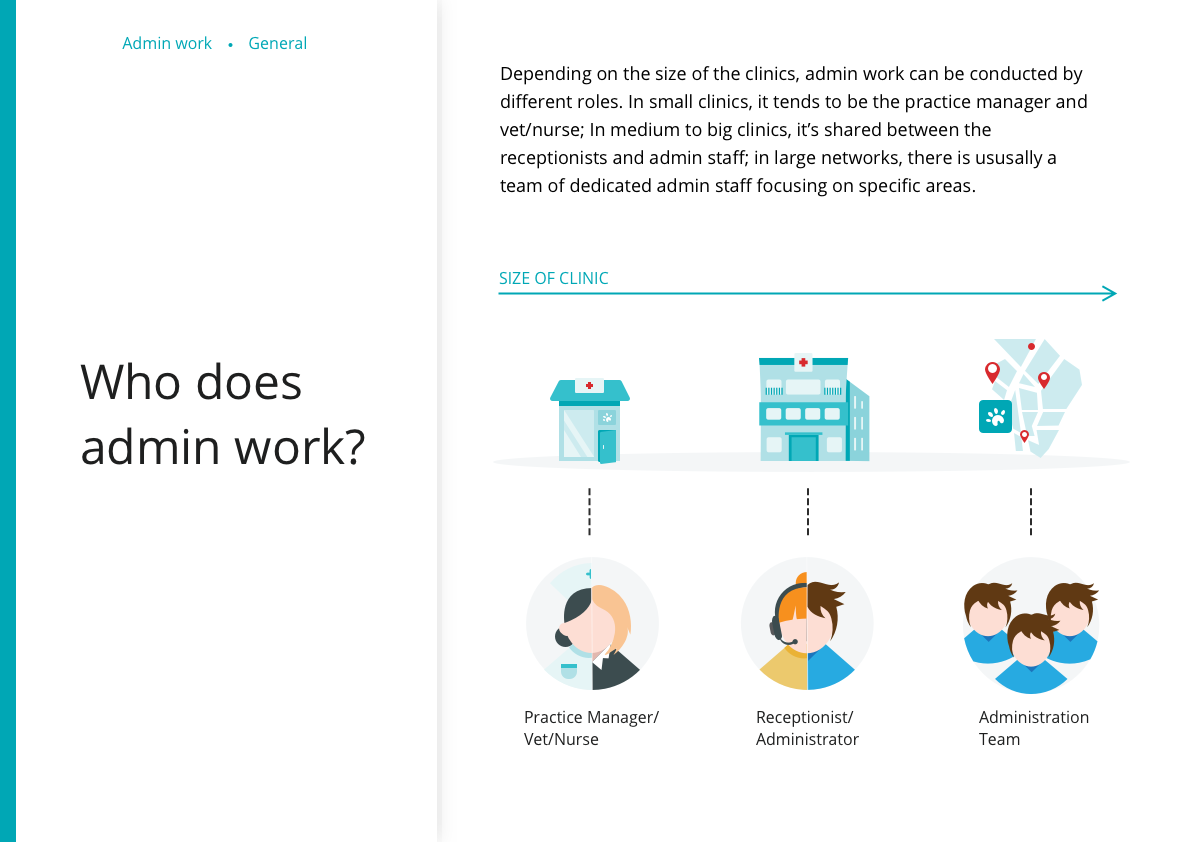 Admin work • General
Who does
admin work?
Depending on the size of the clinics, admin work can be conducted by
different roles. In small clinics, it tends to be the practice manager and
vet/nurse; In medium to big clinics, it’s shared between the
receptionists and admin staff; in large networks, there is ususally a
team of dedicated admin staff focusing on specific areas.
SIZE OF CLINIC
Practice Manager/
Vet/Nurse
Receptionist/
Administrator
Administration
Team